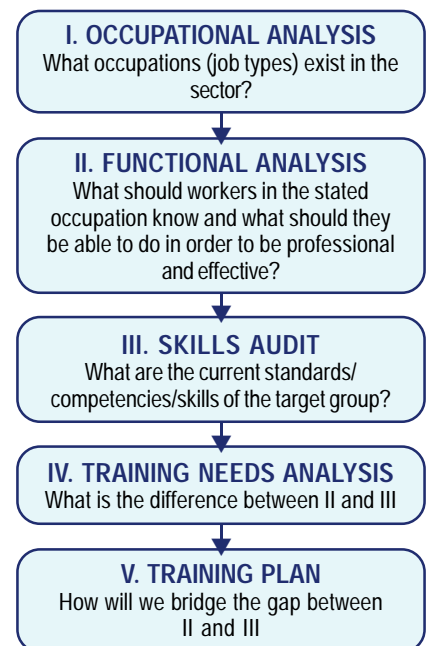 I. OCCUPATIONAL ANALYSIS
What occupations (job types) exist in the
sector?
II. FUNCTIONAL ANALYSIS
What should workers in the stated
occupation know and what should they
be able to do in order to be professional
and effective?
III. SKILLS AUDIT
What are the current standards/
competencies/skills of the target group?
IV. TRAINING NEEDS ANALYSIS
What is the difference between II and III
V. TRAINING PLAN
How will we bridge the gap between
II and III